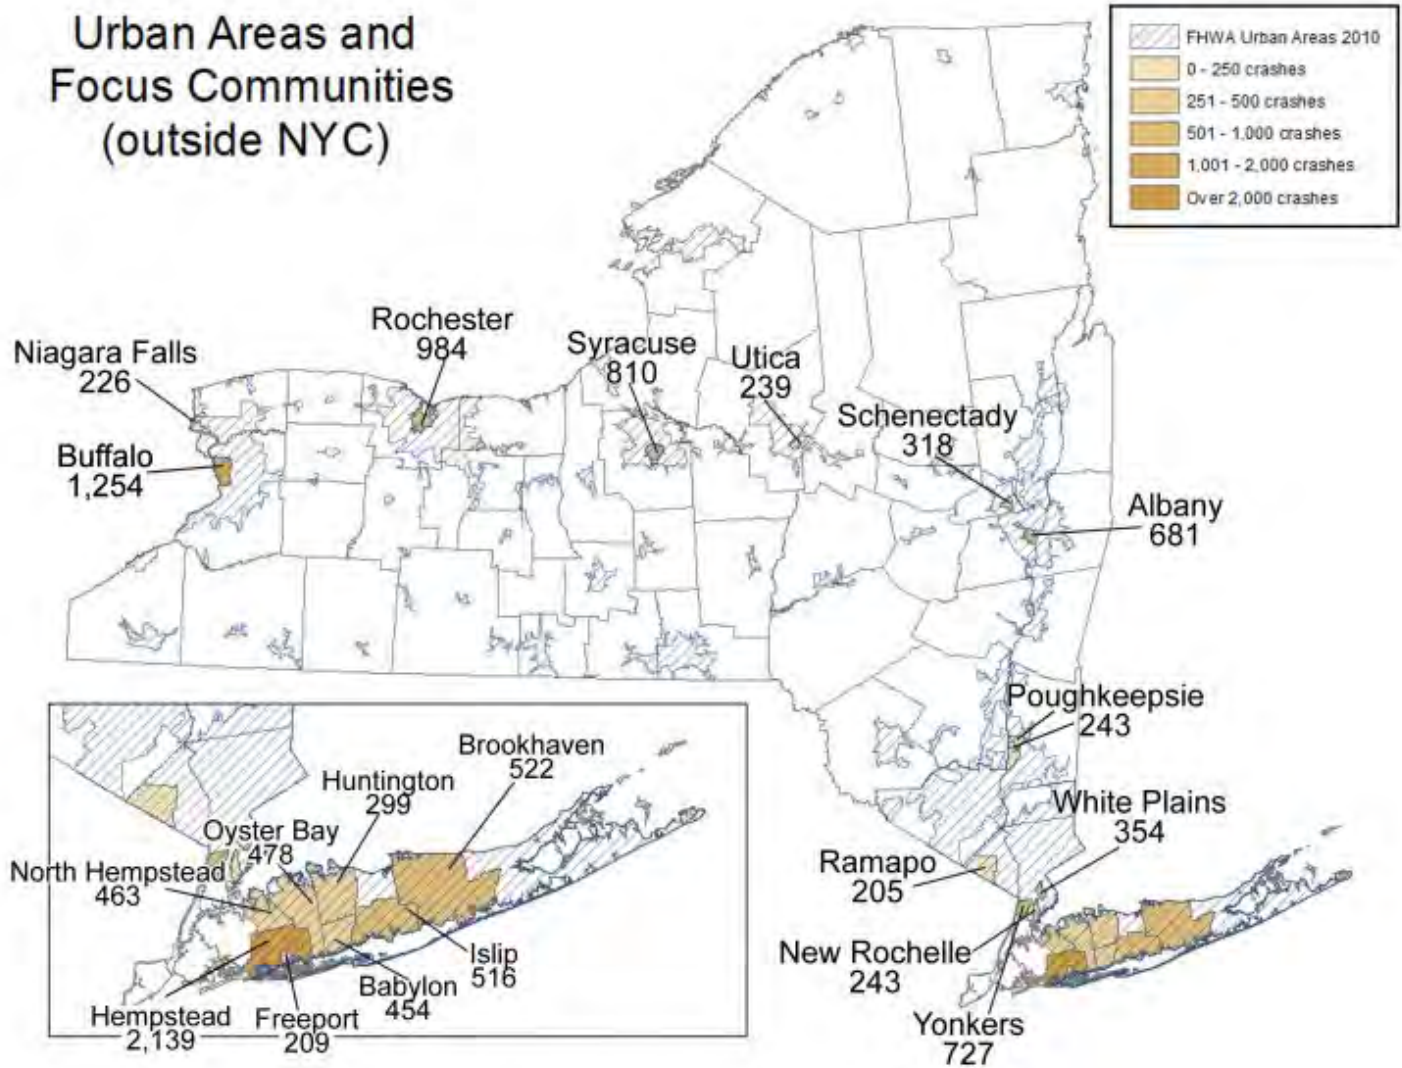 Urban Areas and
Focus Communities
(outside NYC)
FHWA Urban Areas 2010
0 - 250 crashes
251 - 500 crashes
501 - 1,000 crashes
1,001 - 2,000 crashes
Over 2,000 crashes
Niagara Falls
226
Rochester
984
Syracuse
810
Utica
239
Schenectady
318
Buffalo
1,254
Albany
681
Poughkeepsie
243
White Plains
354
Ramapo
205
New Rochelle
243
Yonkers
727
Brookhaven
522
Huntington
299
Oyster Bay
478
North Hempstead
463
Islip
516
Babylon
454
Hempstead
2,139
Freeport
209